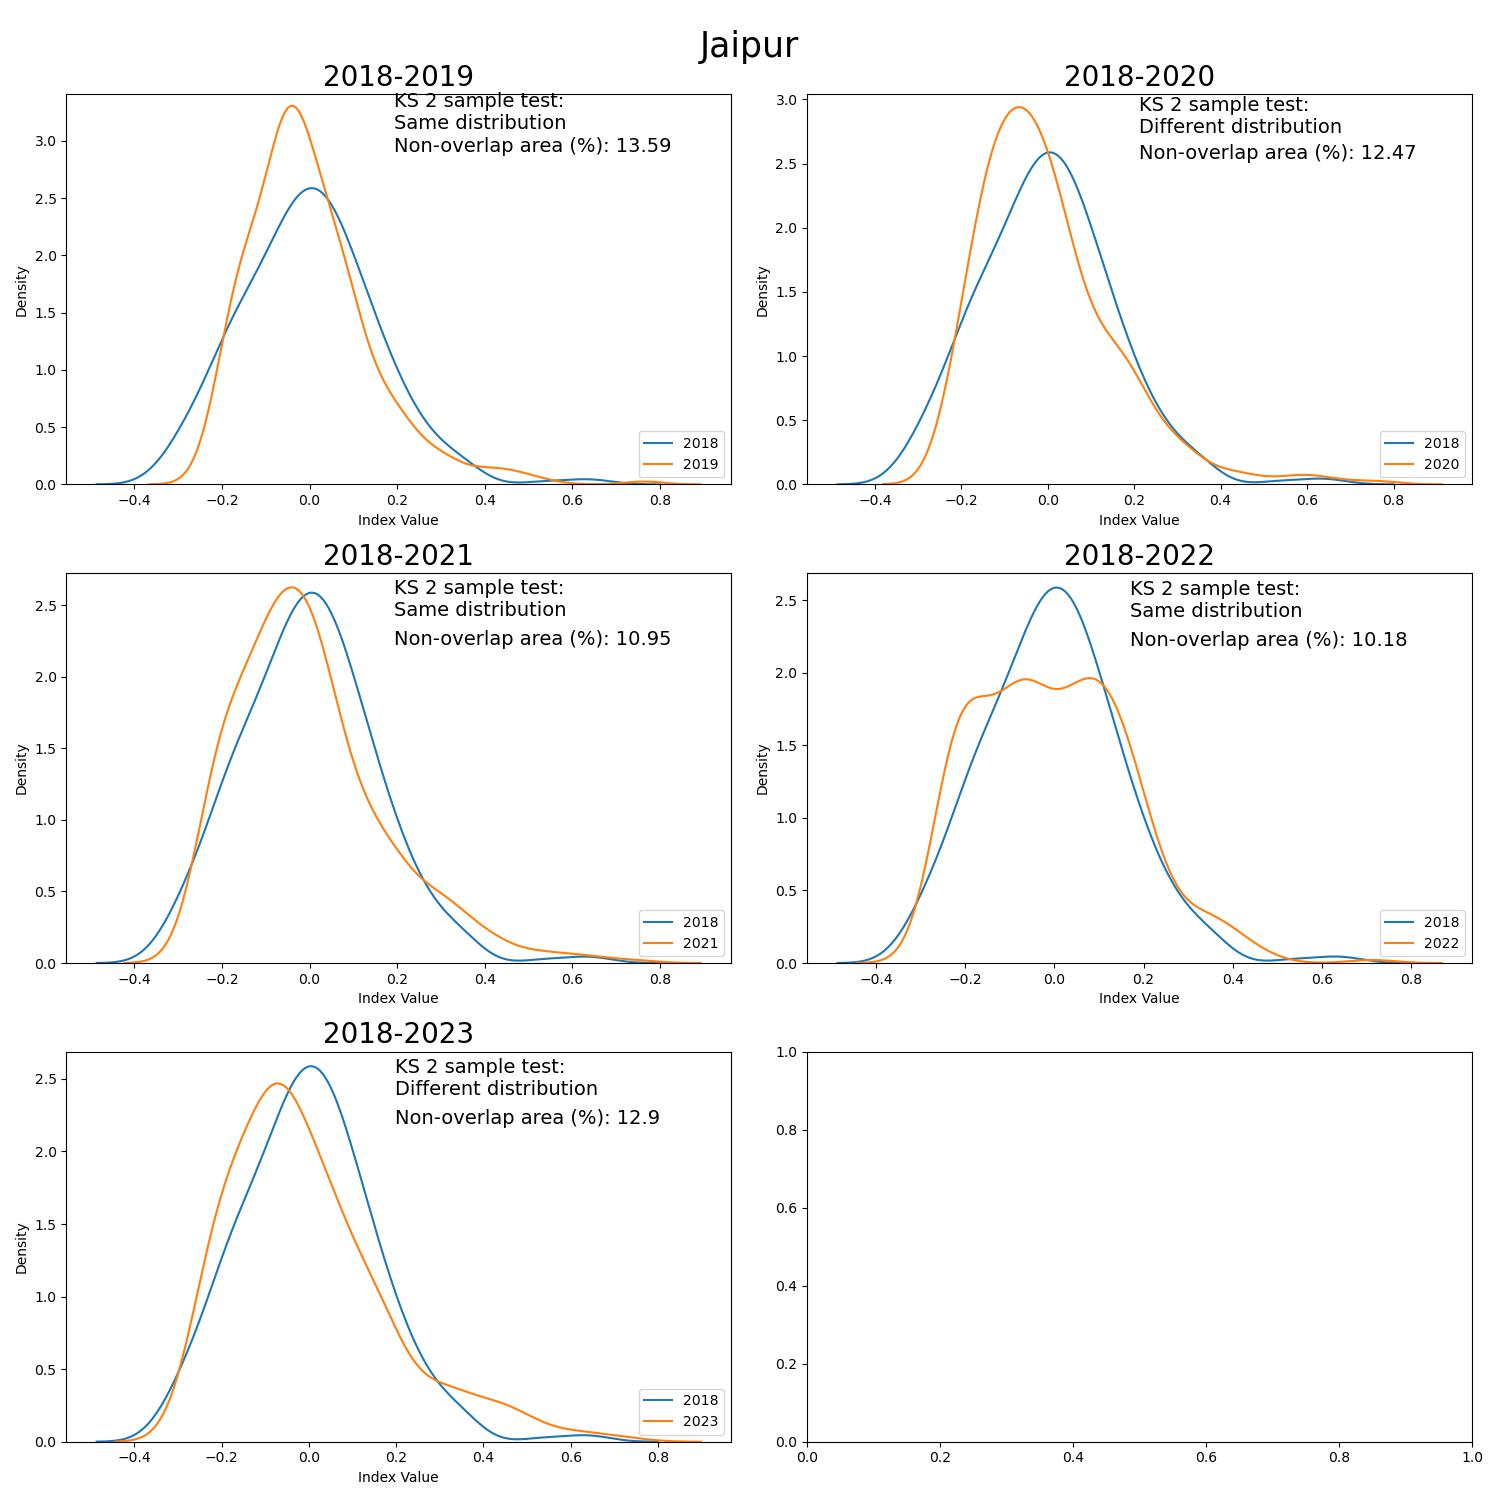 Jaipur
2018-2019
KS 2 sample test:
Same distribution
Non-overlap area (%): 13.59
Density
3.0
2.5
2.0
1.5
1.0
0.5
0.0
−0.4 −0.2 0.0 0.2 0.4 0.6 0.8
Index Value
2018
2019
2018-2020
KS 2 sample test:
Different distribution
Non-overlap area (%): 12.47
Density
3.0
2.5
2.0
1.5
1.0
0.5
0.0
−0.4 −0.2 0.0 0.2 0.4 0.6 0.8
Index Value
2018
2020
2018-2021
KS 2 sample test:
Same distribution
Non-overlap area (%): 10.95
Density
2.5
2.0
1.5
1.0
0.5
0.0
−0.4 −0.2 0.0 0.2 0.4 0.6 0.8
Index Value
2018
2021
2018-2022
KS 2 sample test:
Same distribution
Non-overlap area (%): 10.18
Density
2.5
2.0
1.5
1.0
0.5
0.0
−0.4 −0.2 0.0 0.2 0.4 0.6 0.8
Index Value
2018
2022
2018-2023
KS 2 sample test:
Different distribution
Non-overlap area (%): 12.9
Density
2.5
2.0
1.5
1.0
0.5
0.0
−0.4 −0.2 0.0 0.2 0.4 0.6 0.8
Index Value
2018
2023
1.0
0.8
0.6
0.4
0.2
0.0
0.0 0.2 0.4 0.6 0.8 1.0